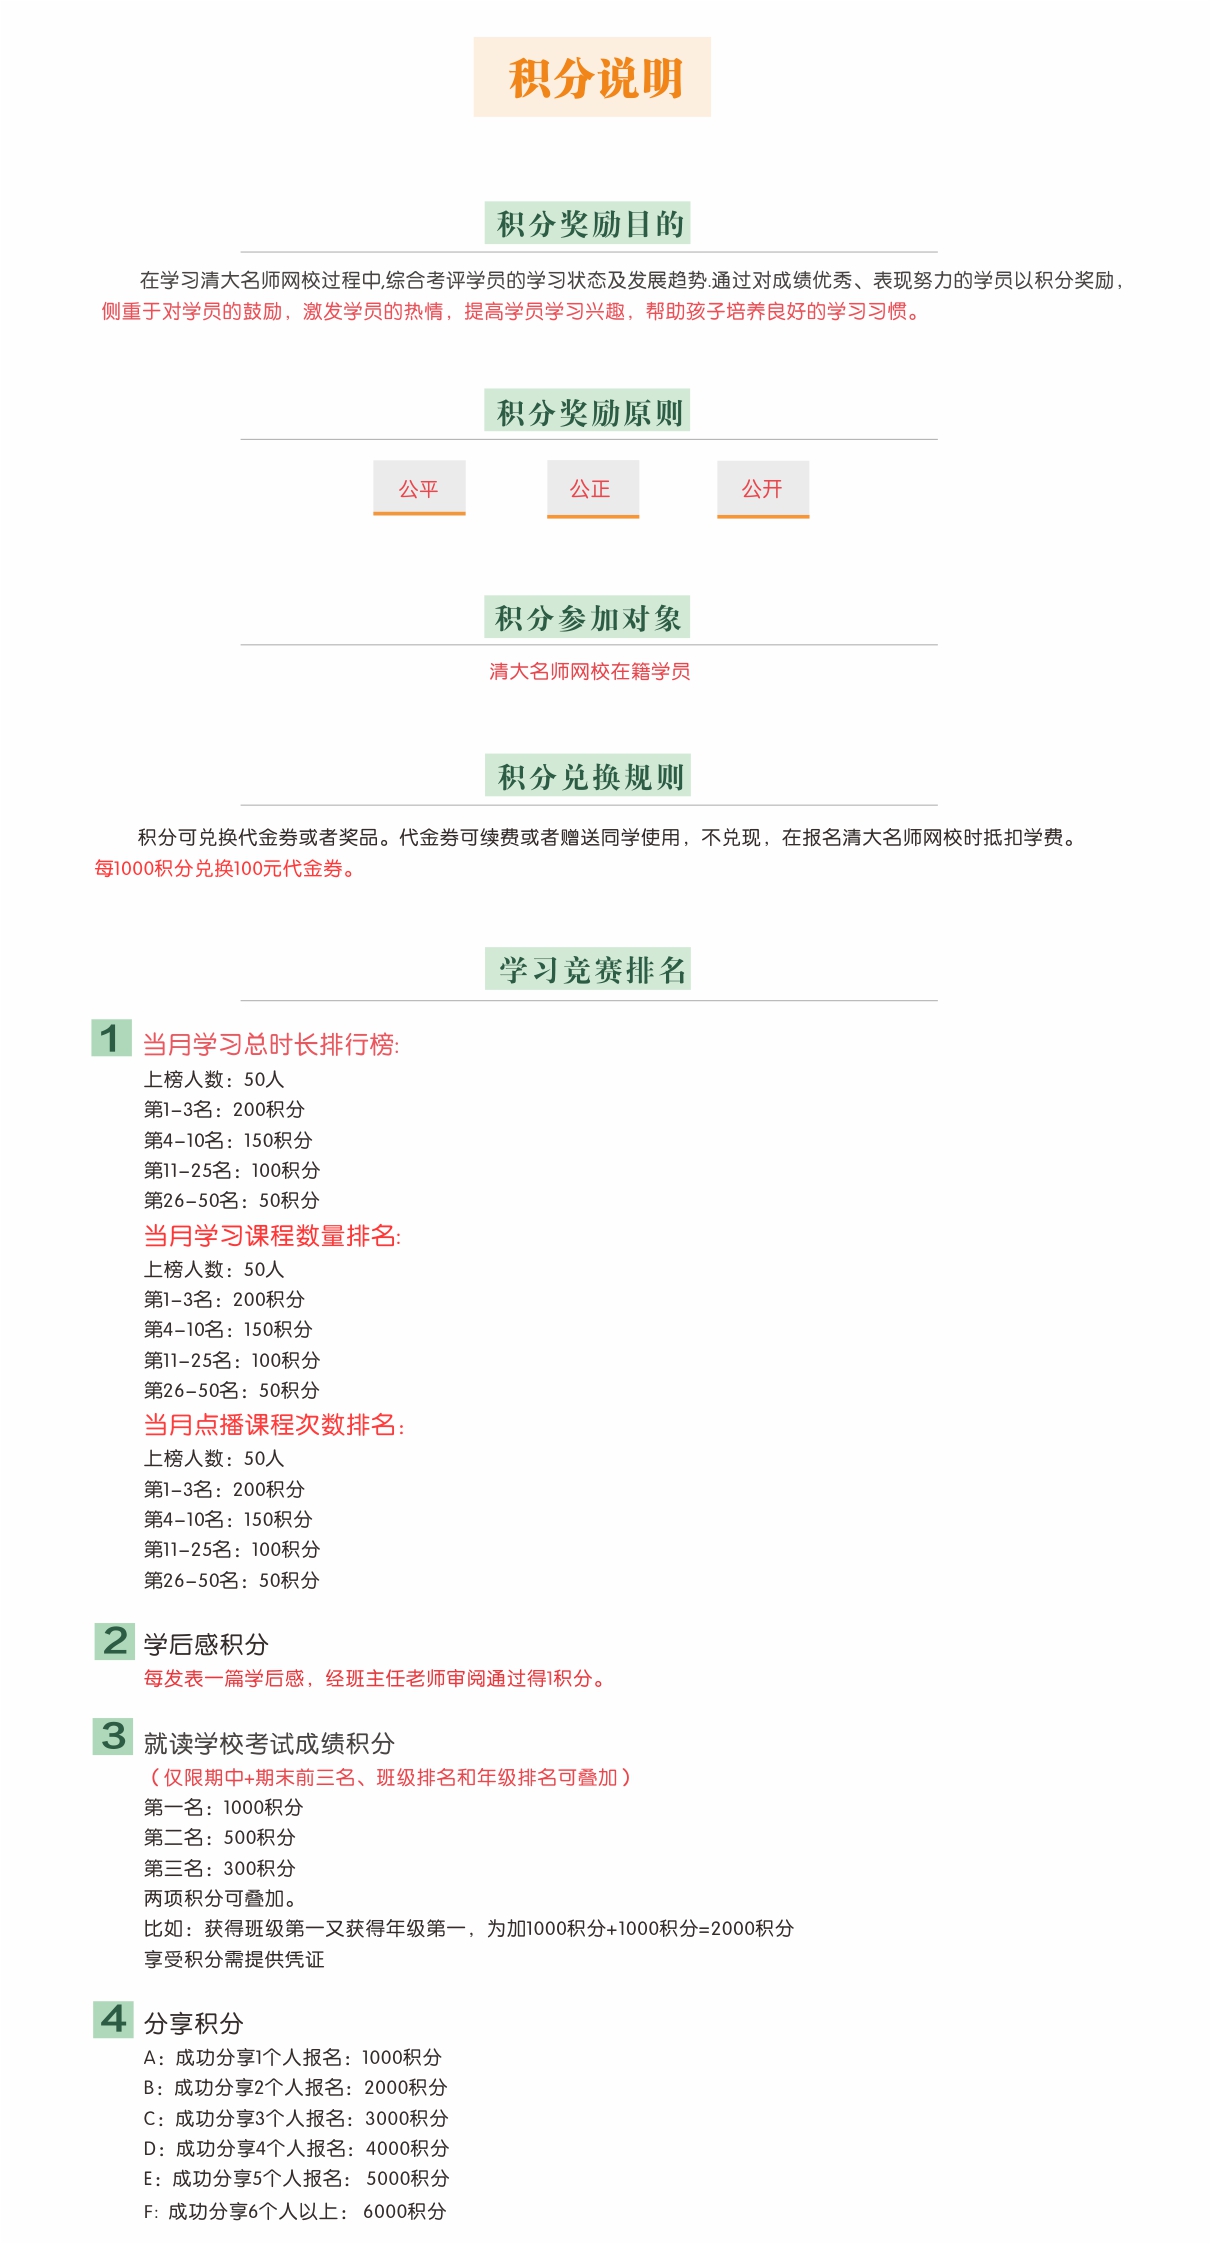 积分说明
积分奖励目的
在学习清大名师网校过程中,综合考评学员的学习状态及发展趋势.通过对成绩优秀、表现努力的学员以积分奖励，
侧重于对学员的鼓励，激发学员的热情，提高学员学习兴趣，帮助孩子培养良好的学习习惯。
积分奖励原则
公平 公正 公开
积分参加对象
清大名师网校在籍学员
积分兑换规则
积分可兑换代金券或者奖品。代金券可续费或者赠送同学使用，不兑现，在报名清大名师网校时抵扣学费。
每1000积分兑换100元代金券。
学习竞赛排名
1 当月学习总时长排行榜:
上榜人数：50人
第1-3名：200积分
第4-10名：150积分
第11-25名：100积分
第26-50名：50积分
当月学习课程数量排名:
上榜人数：50人
第1-3名：200积分
第4-10名：150积分
第11-25名：100积分
第26-50名：50积分
当月点播课程次数排名：
上榜人数：50人
第1-3名：200积分
第4-10名：150积分
第11-25名：100积分
第26-50名：50积分
2 学后感积分
每发表一篇学后感，经班主任老师审阅通过得1积分。
3 就读学校考试成绩积分
（仅限期中+期末前三名、班级排名和年级排名可叠加）
第一名：1000积分
第二名：500积分
第三名：300积分
两项积分可叠加。
比如：获得班级第一又获得年级第一，为加1000积分+1000积分=2000积分
享受积分需提供凭证
4 分享积分
A：成功分享1个人报名：1000积分
B：成功分享2个人报名：2000积分
C：成功分享3个人报名：3000积分
D：成功分享4个人报名：4000积分
E：成功分享5个人报名： 5000积分
F: 成功分享6个人以上： 6000积分